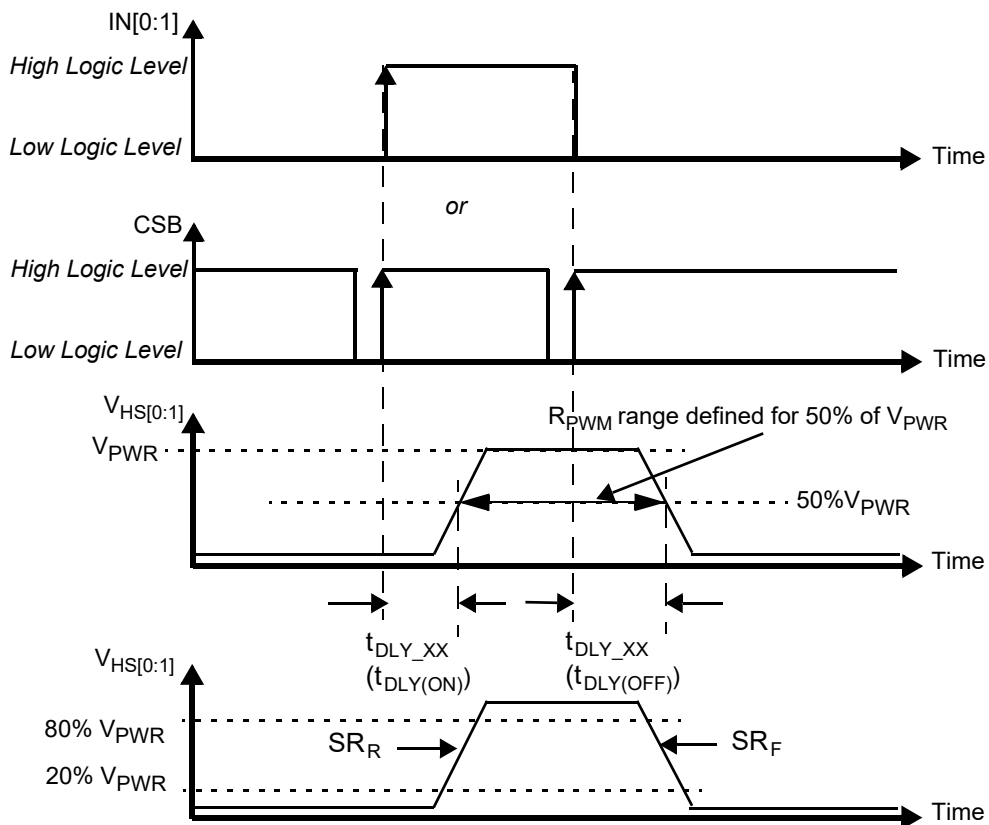 IN[0:1]
High Logic Level
Low Logic Level
Time
or
CSB
High Logic Level
Low Logic Level
Time
VHS[0:1]
RPWM range defined for 50% of VPWR
VPWR
50%VPWR
Time
tDLY_XX
(tDLY(ON))
tDLY_XX
(tDLY(OFF))
VHS[0:1]
80% VPWR
SRR
SRF
20% VPWR
Time